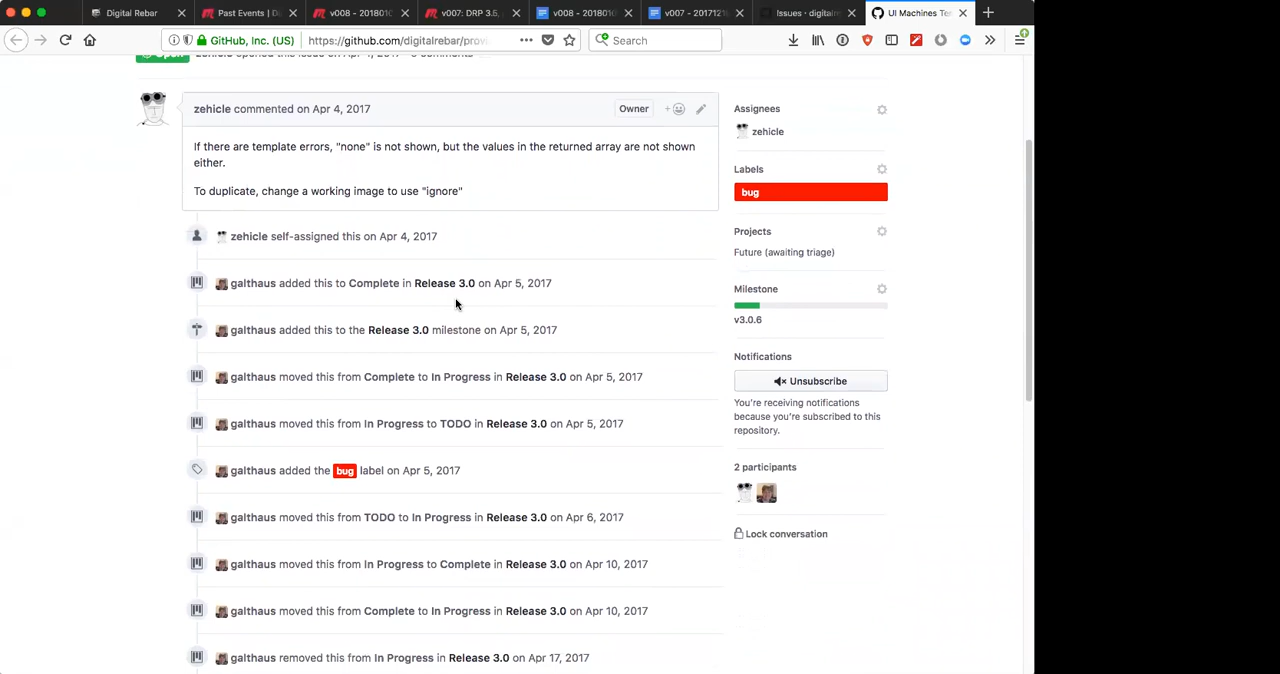 Digital Rebar
Past Events | D
v008 - 201801
v007: DRP 3.5,
v008 - 201801
v007 - 2017121
Issues · digitalre
UI Machines Te
GitHub, Inc. (US)
https://github.com/digitalrebar/prov
Search
Open
zehicle opened this issue on Apr 4, 2017
zehicle commented on Apr 4, 2017
Owner
If there are template errors, "none" is not shown, but the values in the returned array are not shown
either.
To duplicate, change a working image to use "ignore"
zehicle self-assigned this on Apr 4, 2017
galthaus added this to Complete in Release 3.0 on Apr 5, 2017
galthaus added this to the Release 3.0 milestone on Apr 5, 2017
galthaus moved this from Complete to In Progress in Release 3.0 on Apr 5, 2017
galthaus moved this from In Progress to TODO in Release 3.0 on Apr 5, 2017
galthaus added the bug label on Apr 5, 2017
galthaus moved this from TODO to In Progress in Release 3.0 on Apr 6, 2017
galthaus moved this from In Progress to Complete in Release 3.0 on Apr 10, 2017
galthaus moved this from Complete to In Progress in Release 3.0 on Apr 10, 2017
galthaus removed this from In Progress in Release 3.0 on Apr 17, 2017
Assignees
zehicle
Labels
bug
Projects
Future (awaiting triage)
Milestone
v3.0.6
Notifications
Unsubscribe
You're receiving notifications
because you're subscribed to this
repository.
2 participants
Lock conversation